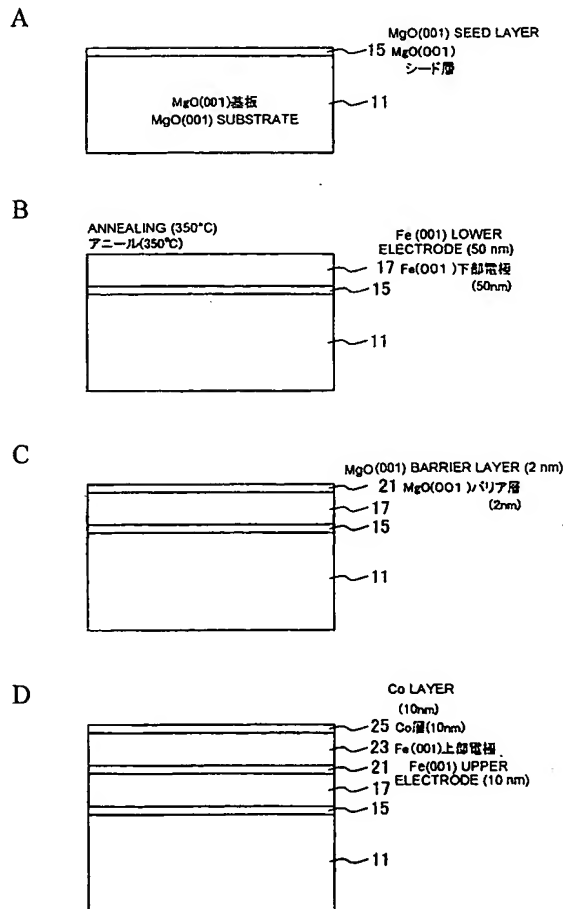 A
MgO(001) SEED LAYER
15 MgO(001)
シード層
MgO(001)基板
MgO(001) SUBSTRATE
11
B
ANNEALING (350°C)
アニール(350℃)
Fe (001) LOWER
ELECTRODE (50 nm)
17 Fe(001)下部電極
(50nm)
15
11
C
MgO(001) BARRIER LAYER (2 nm)
21 MgO(001)バリア層
(2nm)
17
15
11
D
Co LAYER
(10nm)
25 Co層(10nm)
23 Fe(001)上部電極
21 Fe(001) UPPER
ELECTRODE (10 nm)
17
15
11